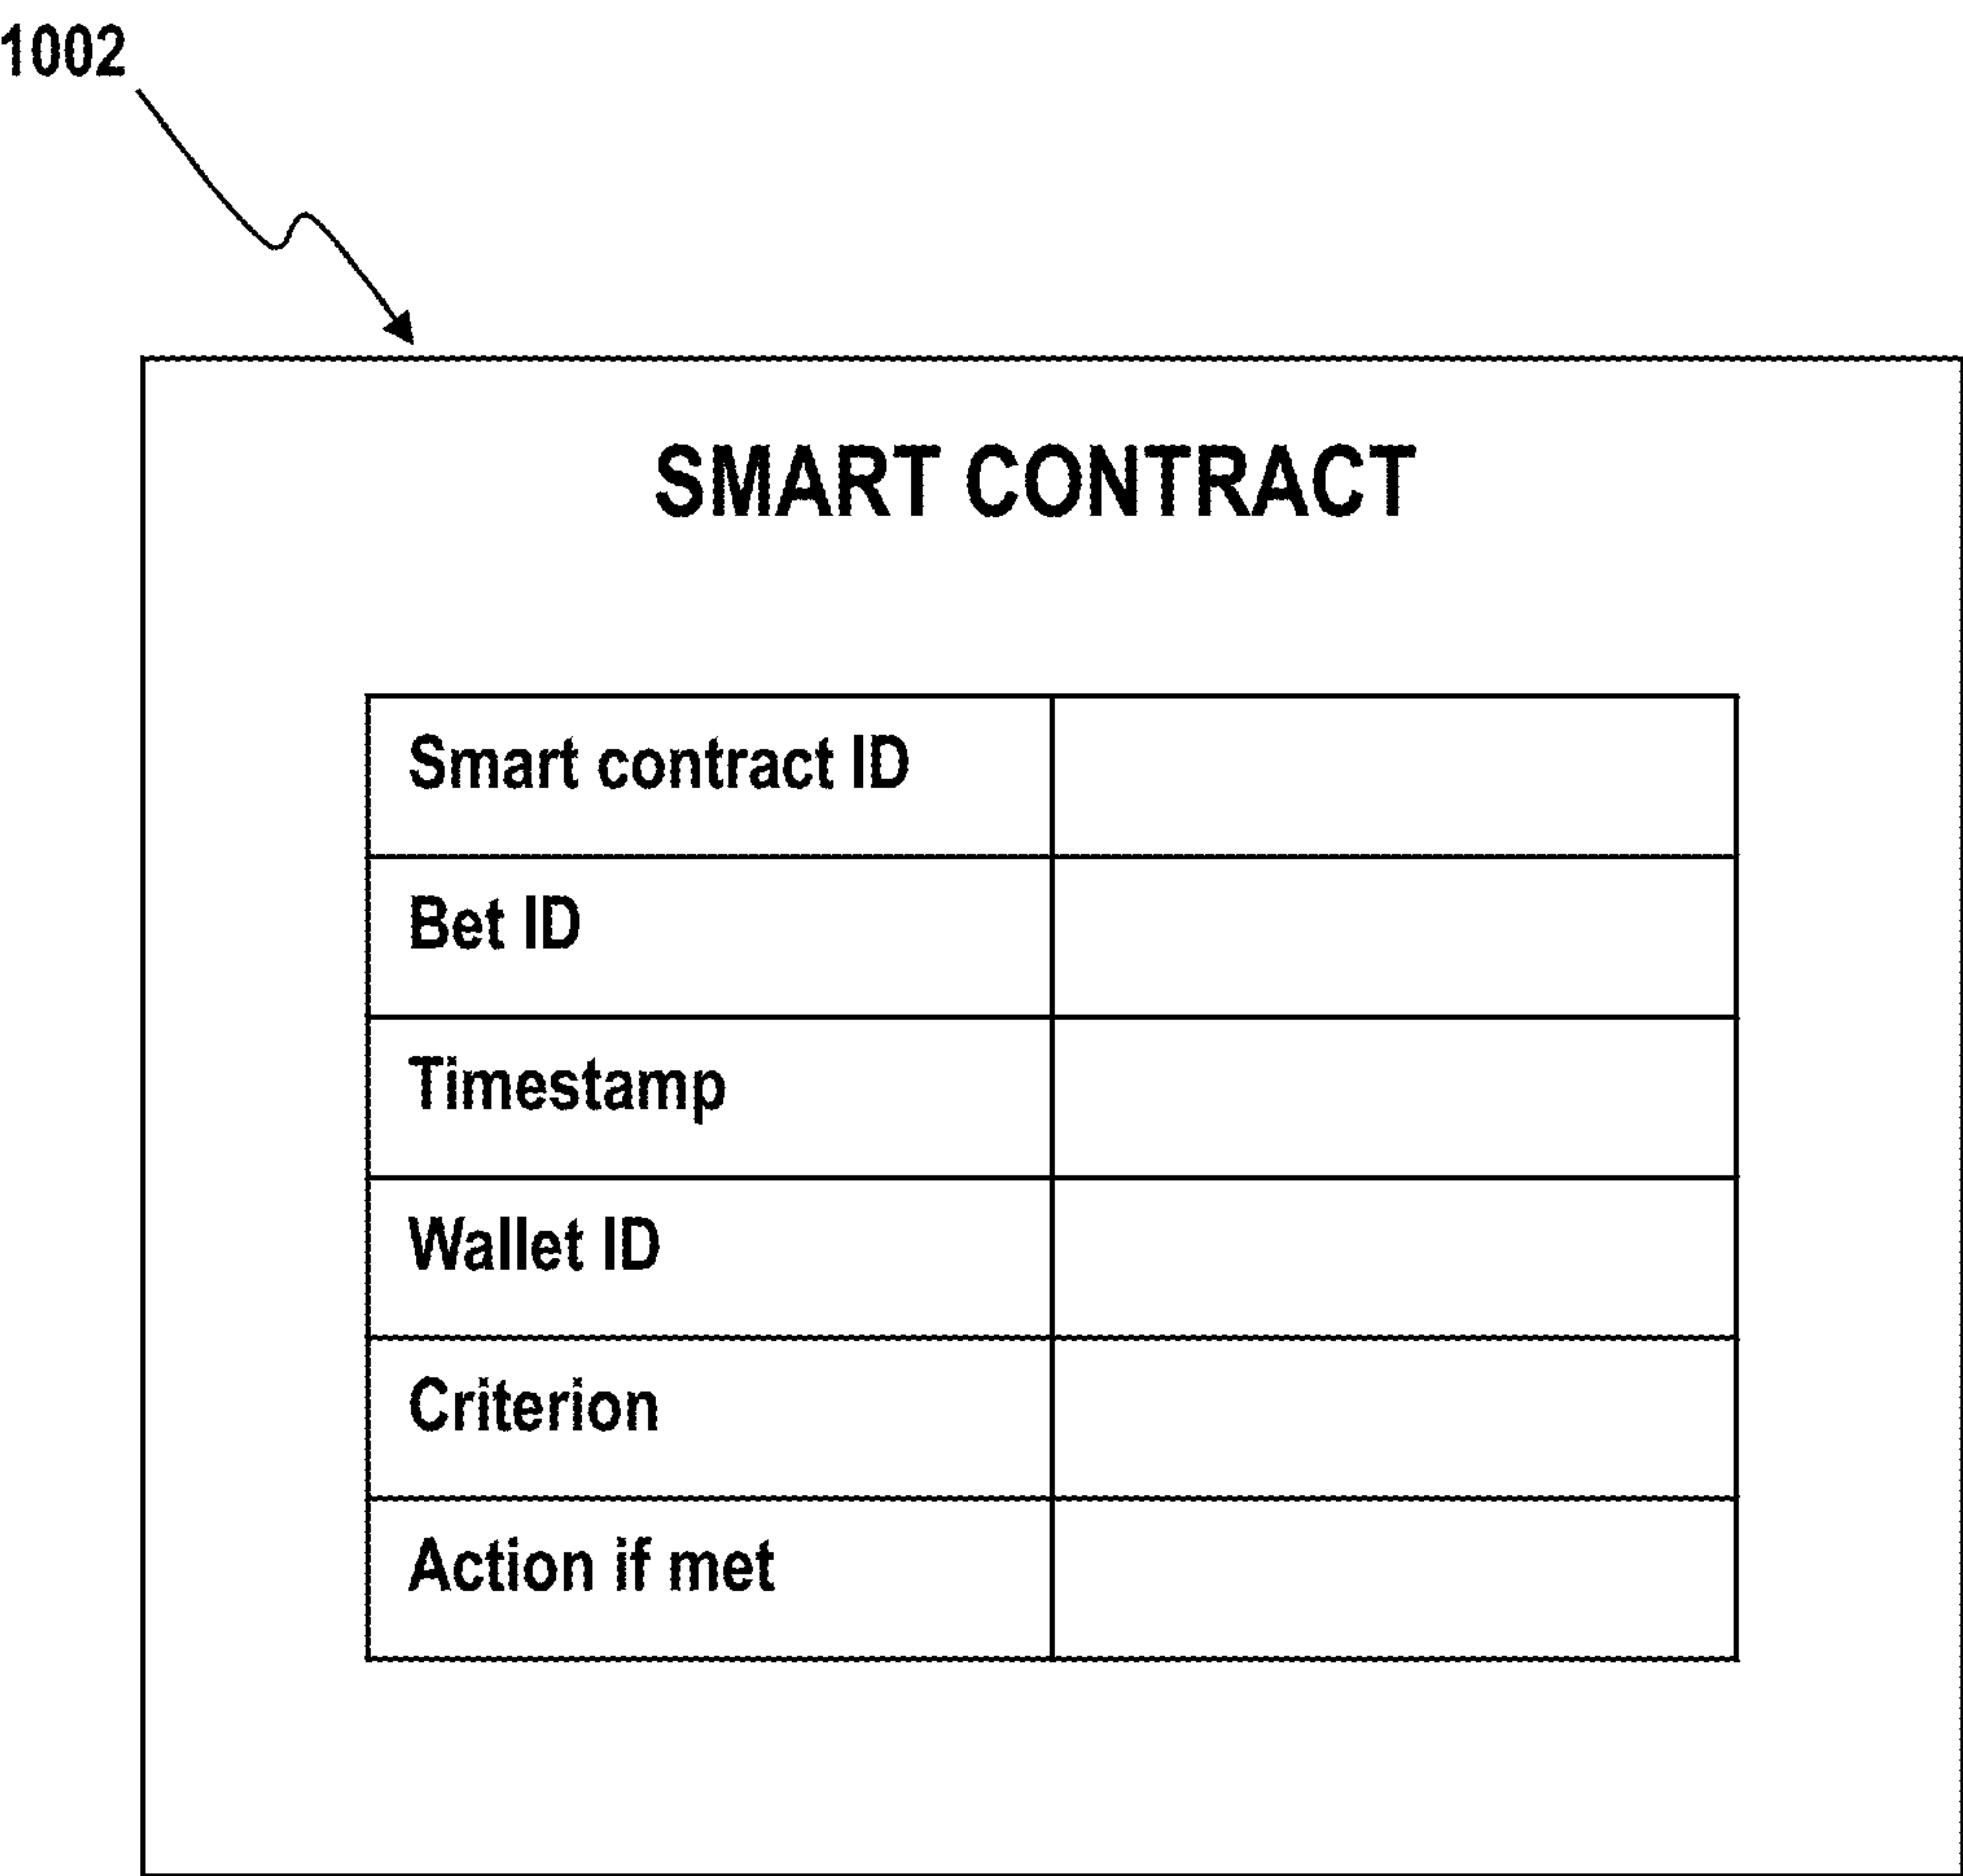 1002
SMART CONTRACT
Smart contract ID
Bet ID
Timestamp
Wallet ID
Criterion
Action if met